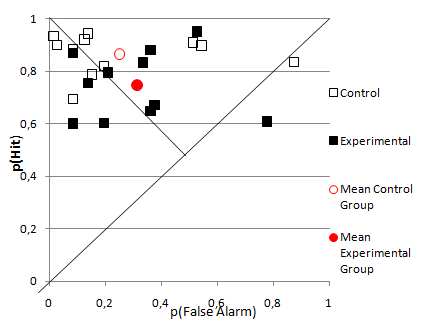 1
0,8
0,6
0,4
0,2
0
p(Hit)
0
0,2
0,4
0,6
0,8
1
p(False Alarm)
Control
Experimental
Mean Control
Group
Mean
Experimental
Group